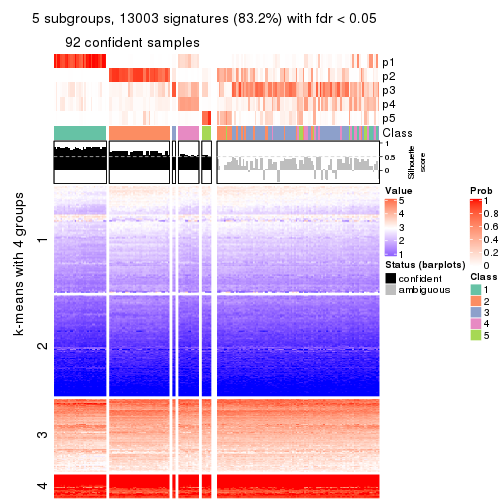 5 subgroups, 13003 signatures (83.2%) with fdr < 0.05
92 confident samples
p1
p2
p3
p4
p5
Class
1
0.5
0
Silhouette
score
k-means with 4 groups
1
2
3
4
Value
5
4
3
2
1
Status (barplots)
confident
ambiguous
Prob
1
0.8
0.6
0.4
0.2
0
Class
1
2
3
4
5